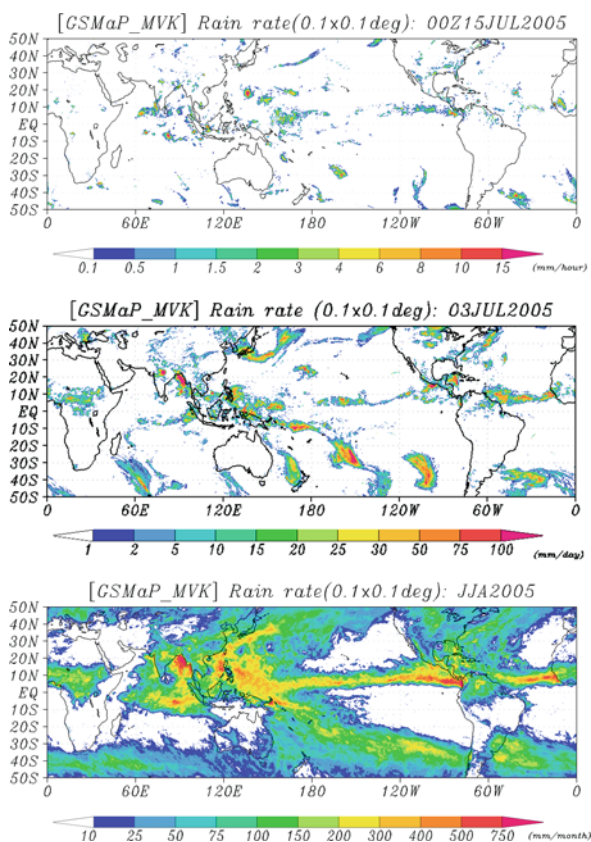 [GSMaP_MVK] Rain rate(0.1x0.1deg): 00Z15JUL2005
50N
40N
30N
20N
10N
EQ
10S
20S
30S
40S
50S
0 60E 120E 180 120W 60W 0
0.1 0.5 1 1.5 2 3 4 6 8 10 15 (mm/hour)
[GSMaP_MVK] Rain rate (0.1x0.1deg): 03JUL2005
50N
40N
30N
20N
10N
EQ
10S
20S
30S
40S
50S
0 60E 120E 180 120W 60W 0
1 2 5 10 15 20 25 30 50 75 100 (mm/day)
[GSMaP_MVK] Rain rate(0.1x0.1deg): JJA2005
50N
40N
30N
20N
10N
EQ
10S
20S
30S
40S
50S
0 60E 120E 180 120W 60W 0
10 25 50 75 100 150 200 300 400 500 750 (mm/month)